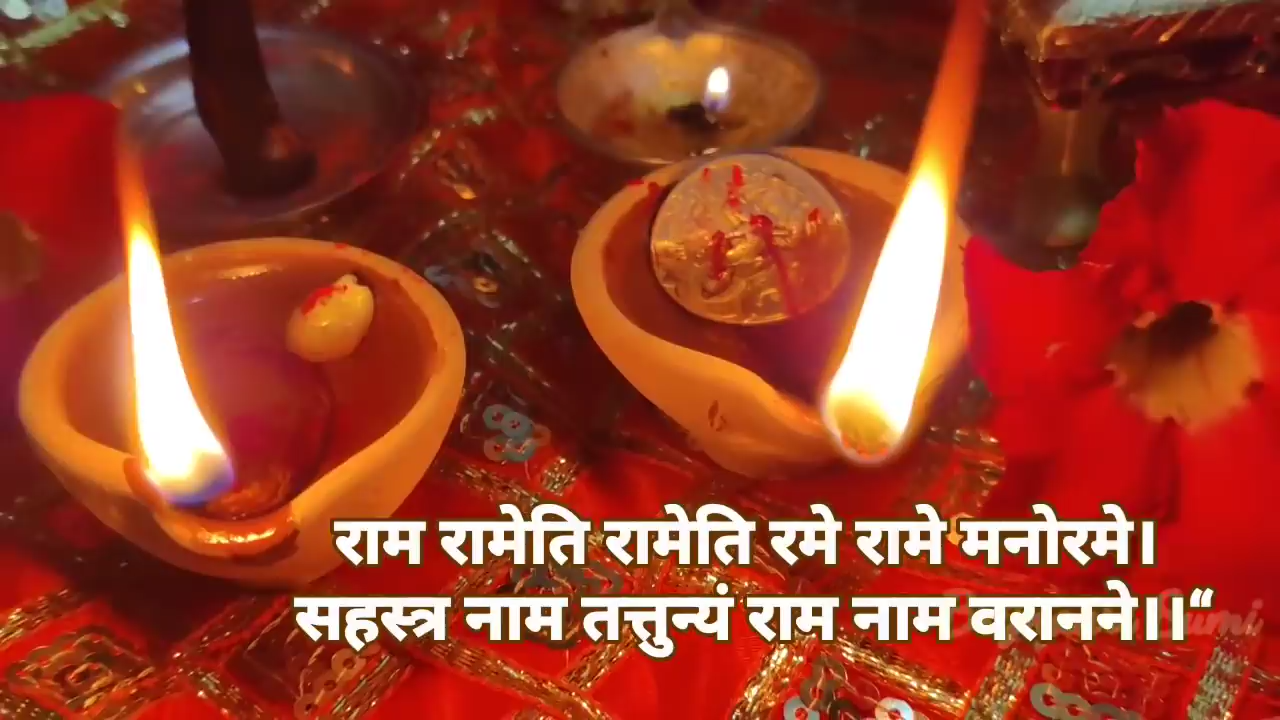 राम रामेति रामेति रमे रामे मनोरमे।
सहस्त्र नाम तत्तुन्यं राम नाम वरानने।।“